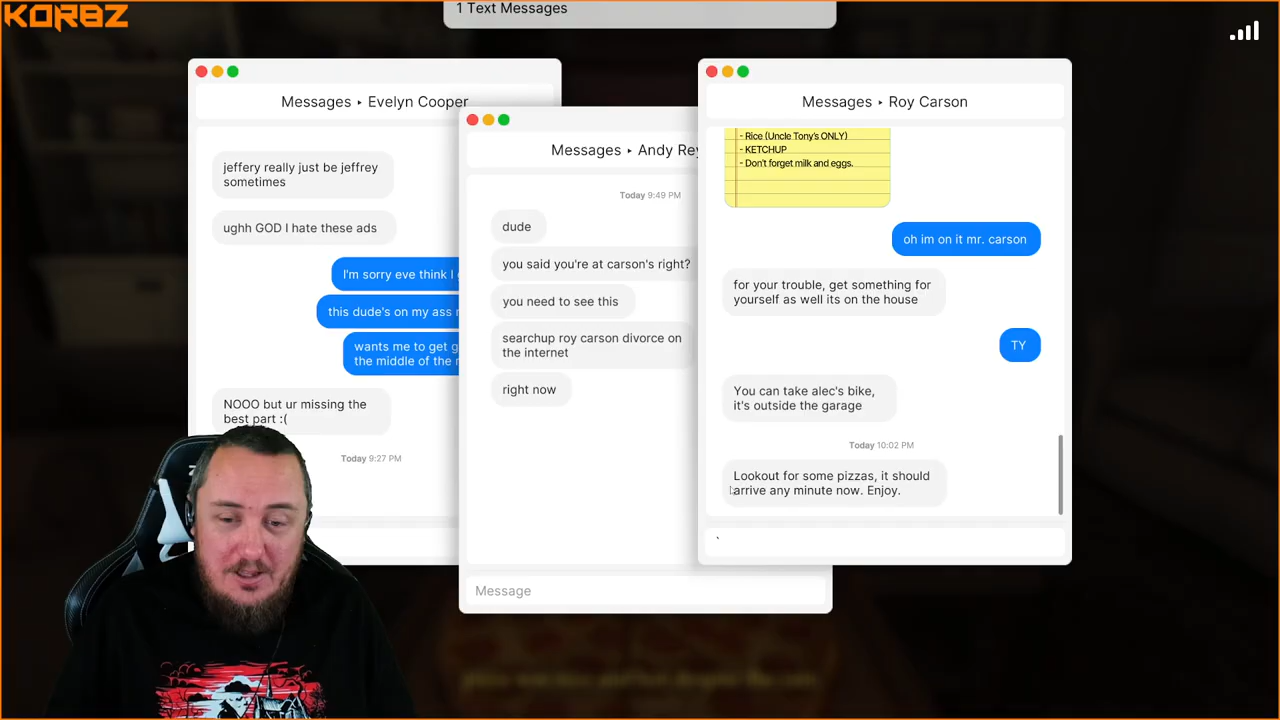 KORBZ
1 Text Messages
Messages ‣ Evelyn Cooper
jeffery really just be jeffrey
sometimes
ughh GOD I hate these ads
I'm sorry eve think I
this dude's on my ass
wants me to get
the middle of the
NOOO but ur missing the
best part :(
Today 9:27 PM
Messages ‣ Andy Rey
Today 9:49 PM
dude
you said you're at carson's right?
you need to see this
searchup roy carson divorce on
the internet
right now
Message
Messages ‣ Roy Carson
- Rice (Uncle Tony's ONLY)
- KETCHUP
- Don't forget milk and eggs.
oh im on it mr. carson
for your trouble, get something for
yourself as well its on the house
TY
You can take alec's bike,
it's outside the garage
Today 10:02 PM
Lookout for some pizzas, it should
arrive any minute now. Enjoy.
`